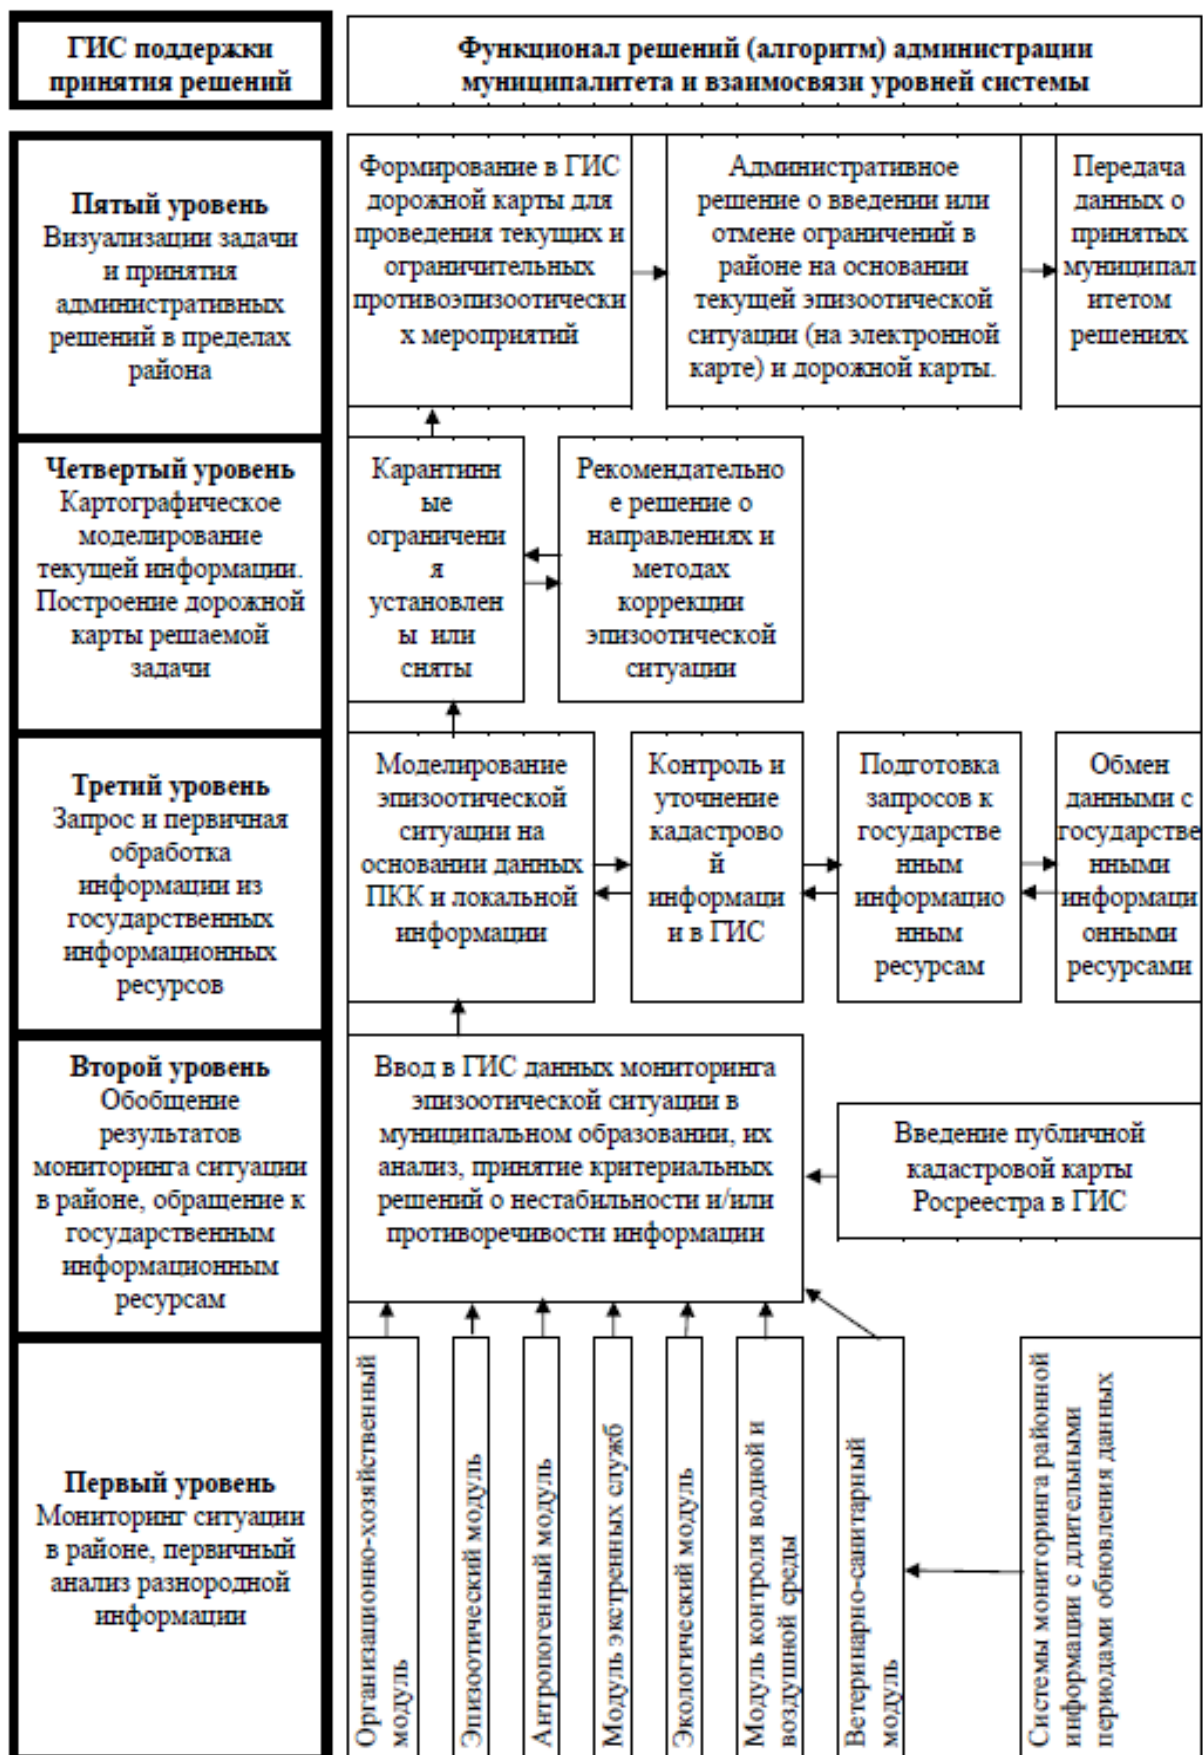 ГИС поддержки
принятия решений
Функционал решений (алгоритм) администрации
муниципалитета и взаимосвязи уровней системы
Пятый уровень
Визуализации задачи
и принятия
административных
решений в пределах
района
Формирование в ГИС
дорожной карты для
проведения текущих и
ограничительных
противоэпизоотически
х мероприятий
Административное
решение о введении или
отмене ограничений в
районе на основании
текущей эпизоотической
ситуации (на электронной
карте) и дорожной карты.
Передача
данных о
принятых
муниципал
итетом
решениях
Четвертый уровень
Картографическое
моделирование
текущей информации.
Построение дорожной
карты решаемой
задачи
Карантинн
ые
ограничени
я
установлен
ы или
сняты
Рекомендательно
е решение о
направлениях и
методах
коррекции
эпизоотической
ситуации
Третий уровень
Запрос и первичная
обработка
информации из
государственных
информационных
ресурсов
Моделирование
эпизоотической
ситуации на
основании данных
ПКК и локальной
информации
Контроль и
уточнение
кадастрово
й
информаци
и в ГИС
Подготовка
запросов к
государстве
нным
информацио
нным
ресурсам
Обмен
данными с
государстве
нными
информаци
онными
ресурсами
Второй уровень
Обобщение
результатов
мониторинга ситуации
в районе, обращение к
государственным
информационным
ресурсам
Ввод в ГИС данных мониторинга
эпизоотической ситуации в
муниципальном образовании, их
анализ, принятие критериальных
решений о нестабильности и/или
противоречивости информации
Введение публичной
кадастровой карты
Росреестра в ГИС
Первый уровень
Мониторинг ситуации
в районе, первичный
анализ разнородной
информации
Организационно-хозяйственный
модуль
Эпизоотический модуль
Антропогенный модуль
Модуль экстренных служб
Экологический модуль
Модуль контроля водной и
воздушной среды
Ветеринарно-санитарный
модуль
Системы мониторинга районной
информации с длительными
периодами обновления данных